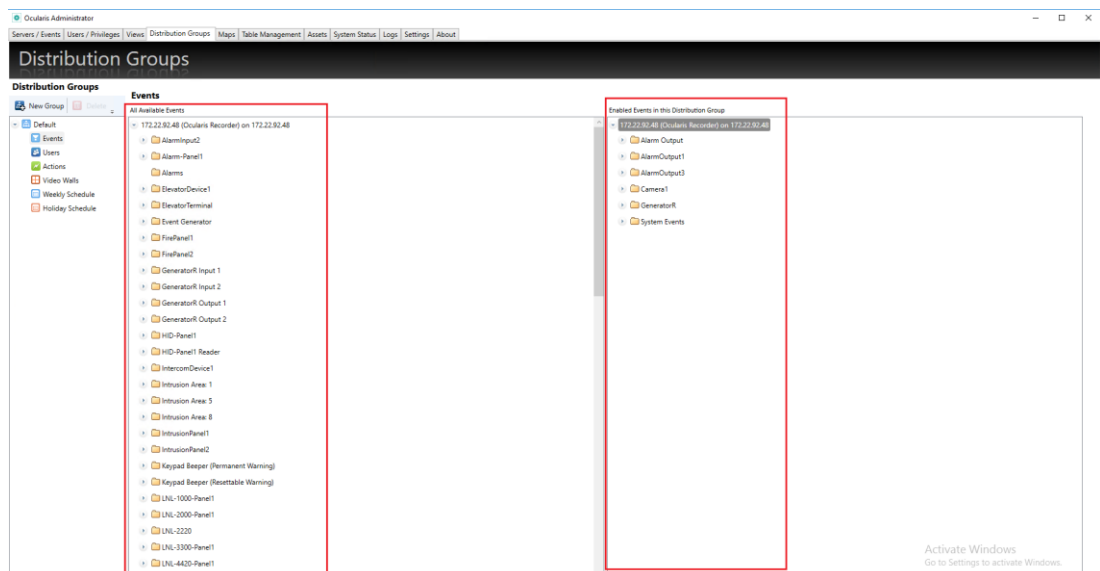 Ocularis Administrator
Servers / Events Users / Privileges Views Distribution Groups Maps Table Management Assets System Status Logs Settings About
Distribution Groups
Distribution Groups
New Group Delete
Default
Events
Users
Actions
Video Walls
Weekly Schedule
Holiday Schedule
Events
All Available Events
172.22.92.48 (Ocularis Recorder) on 172.22.92.48
AlarmInput2
Alarm-Panel1
Alarms
ElevatorDevice1
ElevatorTerminal
Event Generator
FirePanel1
FirePanel2
GeneratorR Input 1
GeneratorR Input 2
GeneratorR Output 1
GeneratorR Output 2
HID-Panel1
HID-Panel1 Reader
IntercomDevice1
Intrusion Area: 1
Intrusion Area: 5
Intrusion Area: 8
IntrusionPanel1
IntrusionPanel2
Keypad Beeper (Permanent Warning)
Keypad Beeper (Resettable Warning)
LNL-1000-Panel1
LNL-2000-Panel1
LNL-2220
LNL-3300-Panel1
LNL-4420-Panel1
Enabled Events in this Distribution Group
172.22.92.48 (Ocularis Recorder) on 172.22.92.48
Alarm Output
AlarmOutput1
AlarmOutput3
Camera1
GeneratorR
System Events
Activate Windows
Go to Settings to activate Windows.